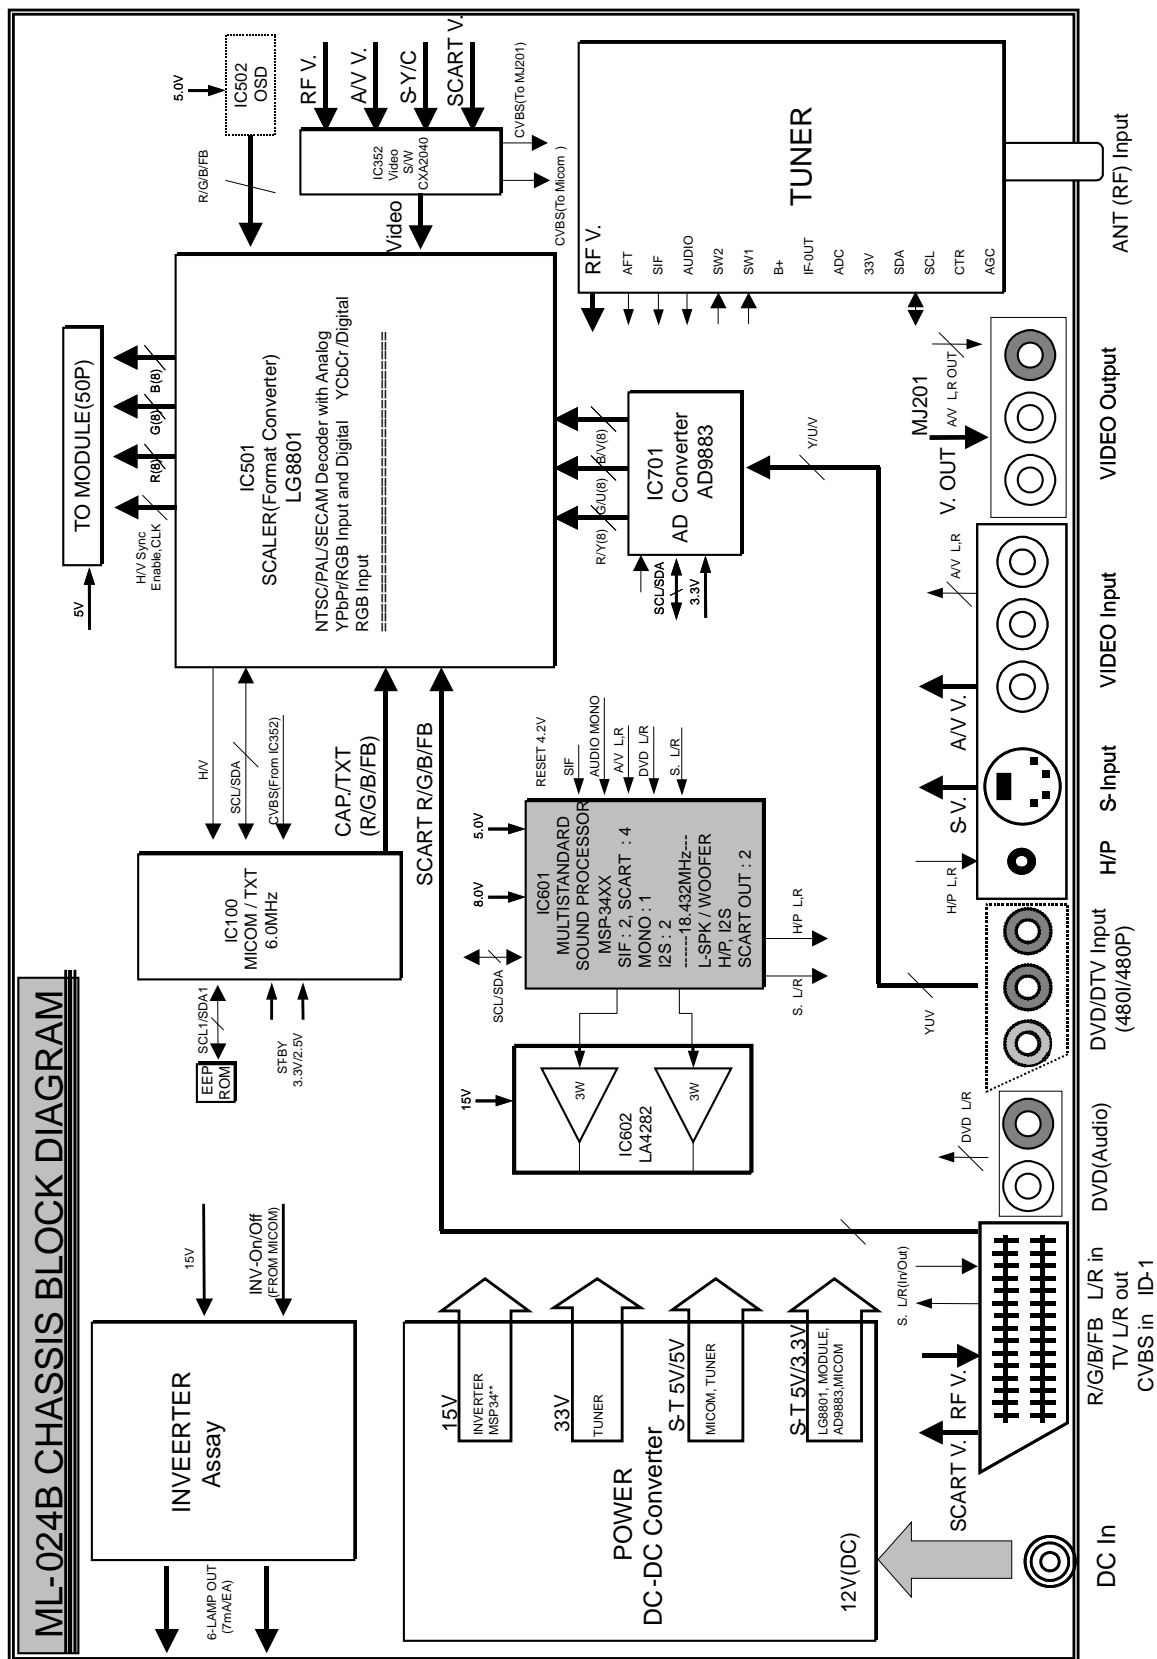 ML-024B CHASSIS BLOCK DIAGRAM
INVEERTER
Assay
6-LAMP OUT
(7mA/EA)
15V
INV-On/Off
(FROM MICOM)
EEP
ROM
SCL1/SDA1
ST-BY
3.3V/2.5V
IC100
MICOM / TXT
6.0MHz
H/V
SCL/SDA
CVBS(From IC352)
CAP./TXT
(R/G/B/FB)
SCART R/G/B/FB
5V
TO MODULE(50P)
H/V Sync
Enable,CLK
R(8)
G(8)
B(8)
IC501
SCALER(Format Converter)
LG8801
NTSC/PAL/SECAM Decoder with Analog
YPbPr/RGB Input and Digital YCbCr /Digital
RGB Input
==============================
5.0V
IC502
OSD
R/G/B/FB
RF V.
A/V V.
S-Y/C
SCART V.
IC352
Video
S/W
CXA2040
Video
CVBS(To Micom )
CVBS(To MJ201)
POWER
DC-DC Converter
12V(DC)
15V
INVERTER
MSP34**
33V
TUNER
S-T 5V/5V
MICOM, TUNER
S-T 5V/3.3V
LG8801, MODULE,
AD9883,MICOM
15V
IC602
LA4282
3W
3W
SCL/SDA
8.0V
5.0V
RESET 4.2V
IC601
MULTISTANDARD
SOUND PROCESSOR
MSP-34XX
SIF : 2, SCART : 4
MONO : 1
I2S : 2
-----18.432MHz---
L-SPK / WOOFER
H/P, I2S
SCART OUT : 2
SIF
AUDIO MONO
A/V L,R
DVD L/R
S. L/R
S. L/R
H/P L,R
R/Y(8)
G/U(8)
B/V(8)
IC701
AD Converter
AD9883
SCL/SDA
3.3V
Y/U/V
TUNER
RF V.
AFT
SIF
AUDIO
SW2
SW1
B+
IF-0UT
ADC
33V
SDA
SCL
CTR
AGC
SCART V.
RF V.
S. L/R(In/Out)
DVD L/R
YUV
H/P L,R
S-V.
A/V V.
A/V L,R
V. OUT
MJ201
A/V L,R OUT
DC In
R/G/B/FB L/R in
TV L/R out
CVBS in ID-1
DVD(Audio)
DVD/DTV Input
(480I/480P)
H/P
S-Input
VIDEO Input
VIDEO Output
ANT (RF) Input